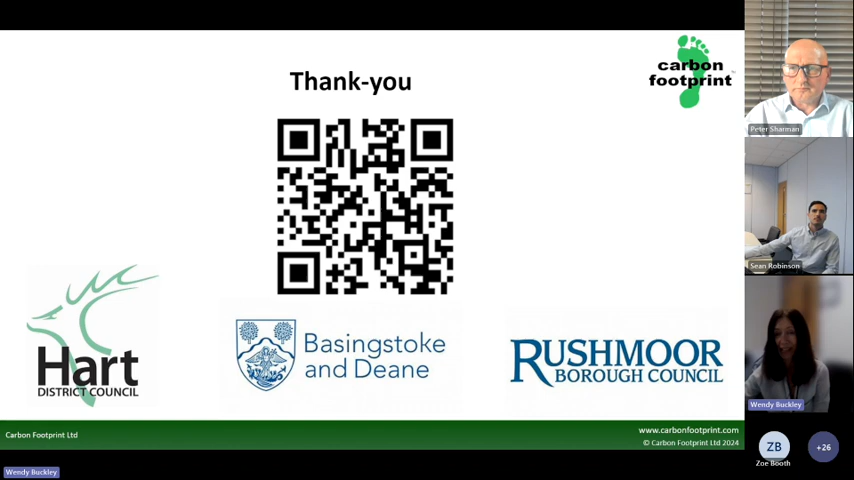 Thank-you
carbon
footprint
Hart
DISTRICT COUNCIL
Basingstoke
and Deane
RUSHMOOR
BOROUGH COUNCIL
Carbon Footprint Ltd
www.carbonfootprint.com
© Carbon Footprint Ltd 2024
Wendy Buckley
Peter Sharman
Sean Robinson
Wendy Buckley
ZB
+26
Zoe Booth